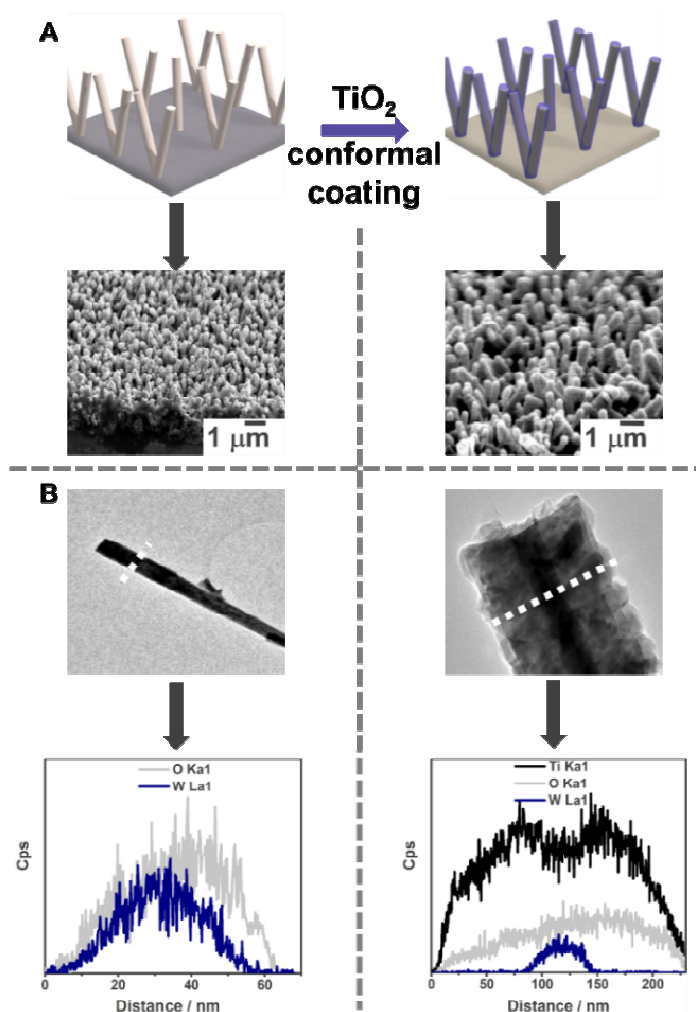 A
TiO2
conformal
coating
1 µm
1 µm
B
O Ka1
W La1
Cps
0
20
40
60
Distance / nm
Ti Ka1
O Ka1
W La1
Cps
0
50
100
150
200
Distance / nm